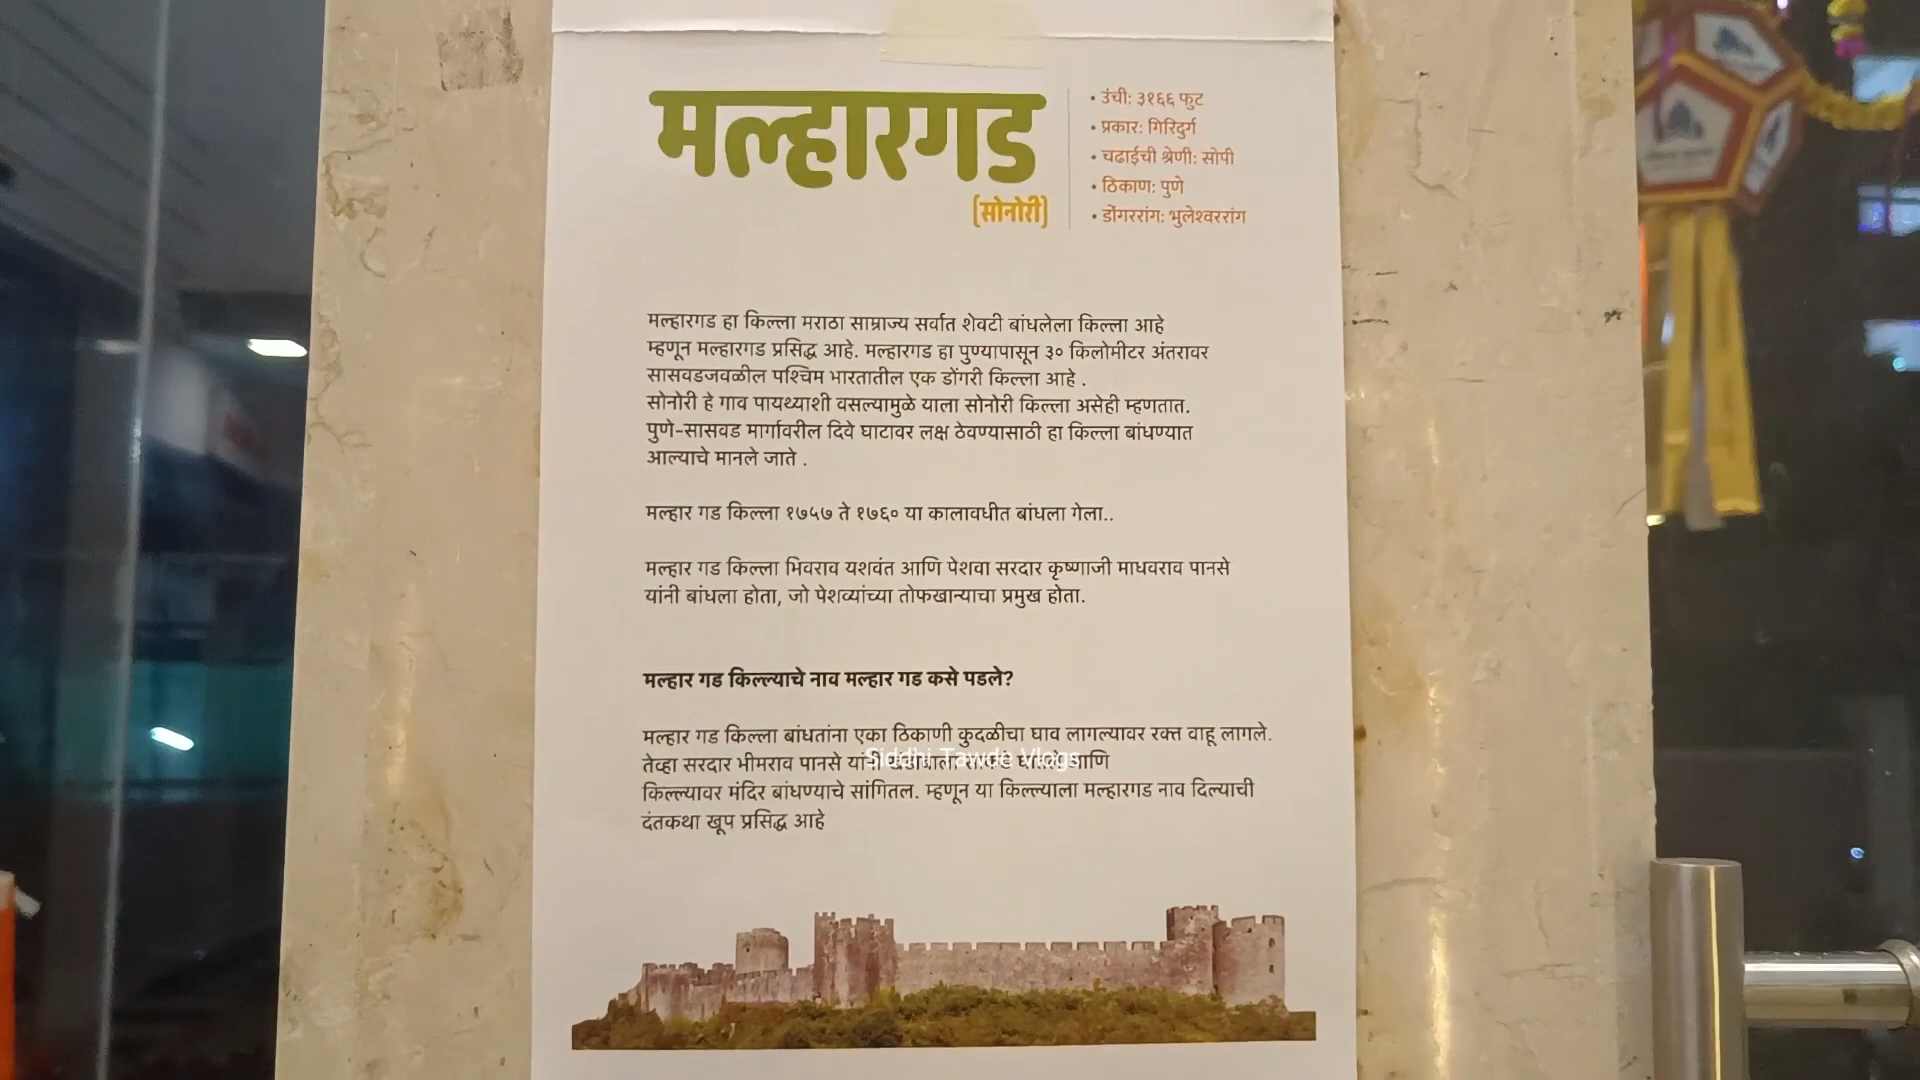 मल्हारगड
(सोनोरी)
• उंची: ३१६६ फुट
• प्रकार: गिरिदुर्ग
• चढाईची श्रेणी: सोपी
• ठिकाण: पुणे
• डोंगररांग: भुलेश्वररांग
मल्हारगड हा किल्ला मराठा साम्राज्य सर्वात शेवटी बांधलेला किल्ला आहे
म्हणून मल्हारगड प्रसिद्ध आहे. मल्हारगड हा पुण्यापासून ३० किलोमीटर अंतरावर
सासवडजवळील पश्चिम भारतातील एक डोंगरी किल्ला आहे .
सोनोरी हे गाव पायथ्याशी वसल्यामुळे याला सोनोरी किल्ला असेही म्हणतात.
पुणे-सासवड मार्गावरील दिवे घाटावर लक्ष ठेवण्यासाठी हा किल्ला बांधण्यात
आल्याचे मानले जाते .
मल्हार गड किल्ला १७५७ ते १७६० या कालावधीत बांधला गेला..
मल्हार गड किल्ला भिवराव यशवंत आणि पेशवा सरदार कृष्णाजी माधवराव पानसे
यांनी बांधला होता, जो पेशव्यांच्या तोफखान्याचा प्रमुख होता.
मल्हार गड किल्ल्याचे नाव मल्हार गड कसे पडले?
मल्हार गड किल्ला बांधतांना एका ठिकाणी कुदळीचा घाव लागल्यावर रक्त वाहू लागले.
तेव्हा सरदार भीमराव पानसे यांनी आणि
Siddhi Tawde Vlogs
किल्ल्यावर मंदिर बांधण्याचे सांगितल. म्हणून या किल्ल्याला मल्हारगड नाव दिल्याची
दंतकथा खूप प्रसिद्ध आहे